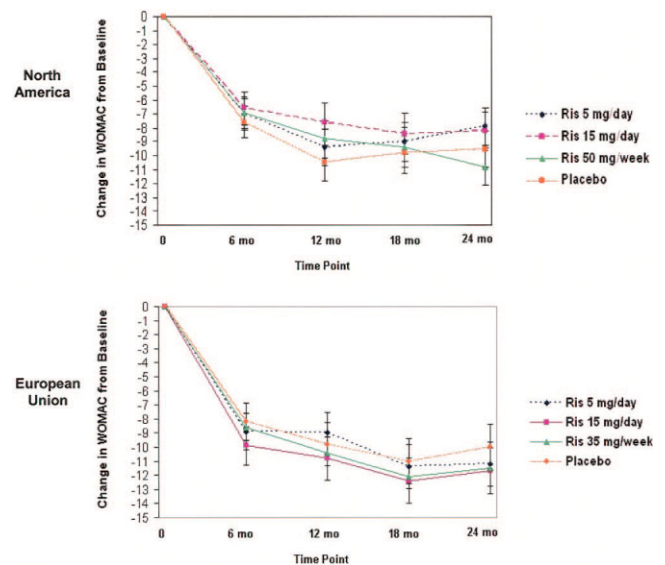 North
America
Change in WOMAC from Baseline
0
-1
-2
-3
-4
-5
-6
-7
-8
-9
-10
-11
-12
-13
-14
-15
0 6 mo 12 mo 18 mo 24 mo
Time Point
Ris 5 mg/day
Ris 15 mg/day
Ris 50 mg/week
Placebo
European
Union
Change in WOMAC from Baseline
0
-1
-2
-3
-4
-5
-6
-7
-8
-9
-10
-11
-12
-13
-14
-15
0 6 mo 12 mo 18 mo 24 mo
Time Point
Ris 5 mg/day
Ris 15 mg/day
Ris 35 mg/week
Placebo